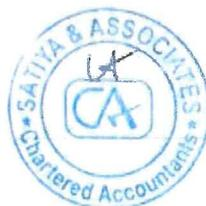 SATIYA & ASSOCIATES
CA
* Chartered Accountants *